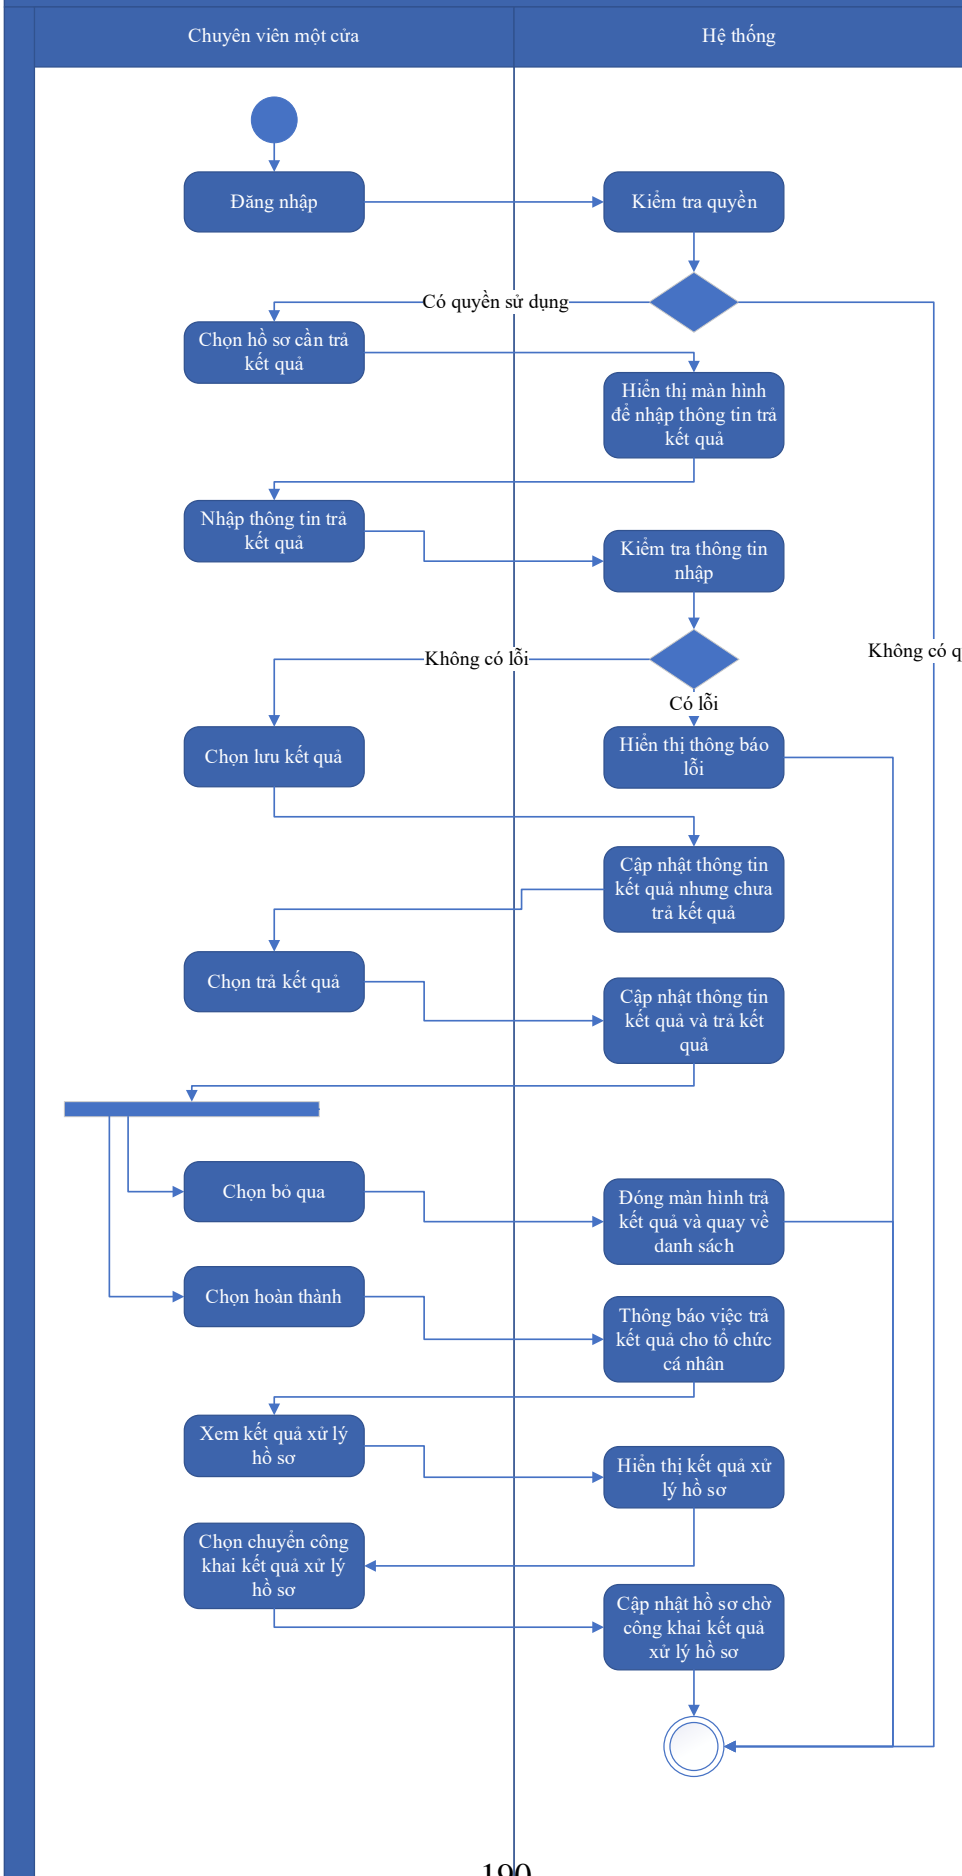 Chuyên viên một cửa
Hệ thống
Đăng nhập
Kiểm tra quyền
Có quyền sử dụng
Chọn hồ sơ cần trả
kết quả
Hiển thị màn hình
để nhập thông tin trả
kết quả
Nhập thông tin trả
kết quả
Kiểm tra thông tin
nhập
Không có q
Không có lỗi
Có lỗi
Chọn lưu kết quả
Hiển thị thông báo
lỗi
Cập nhật thông tin
kết quả nhưng chưa
trả kết quả
Chọn trả kết quả
Cập nhật thông tin
kết quả và trả kết
quả
Chọn bỏ qua
Đóng màn hình trả
kết quả và quay về
danh sách
Chọn hoàn thành
Thông báo việc trả
kết quả cho tổ chức
cá nhân
Xem kết quả xử lý
hồ sơ
Hiển thị kết quả xử
lý hồ sơ
Chọn chuyển công
khai kết quả xử lý
hồ sơ
Cập nhật hồ sơ chờ
công khai kết quả
xử lý hồ sơ
190